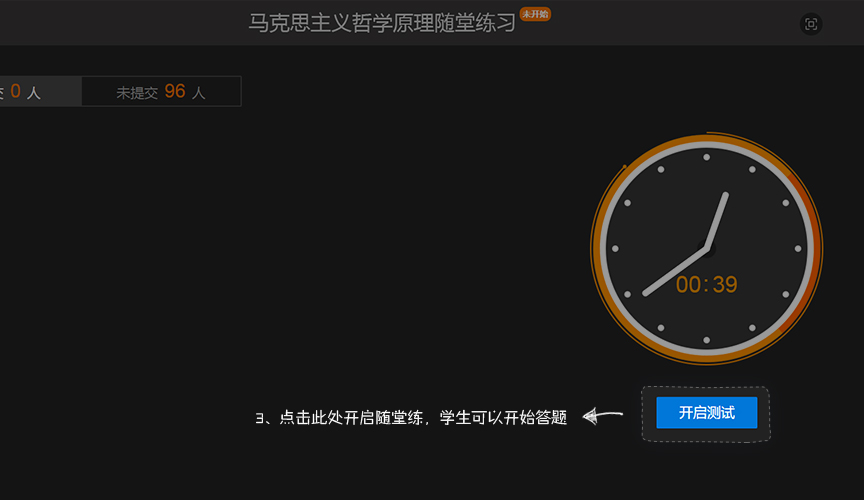 马克思主义哲学原理随堂练习 未开始
交 0 人 未提交 96 人
00:39
3、点击此处开启随堂练，学生可以开始答题
开启测试